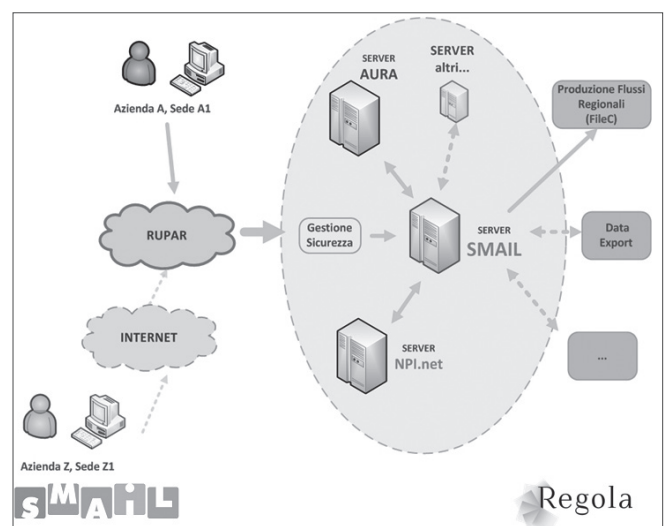 Azienda A, Sede A1
RUPAR
INTERNET
Azienda Z, Sede Z1
SERVER
AURA
SERVER
altri...
Gestione
Sicurezza
SERVER
SMAIL
SERVER
NPI.net
Produzione Flussi
Regionali
(FileC)
Data
Export
...
SMAiL
Regola